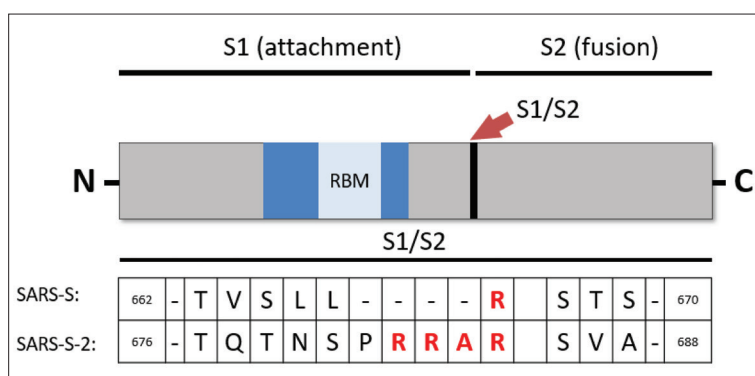 S1 (attachment) S2 (fusion)
S1/S2
N RBM C
S1/S2
SARS-S: 662 - T V S L L - - - - R S T S - 670
SARS-S-2: 676 - T Q T N S P R R A R S V A - 688